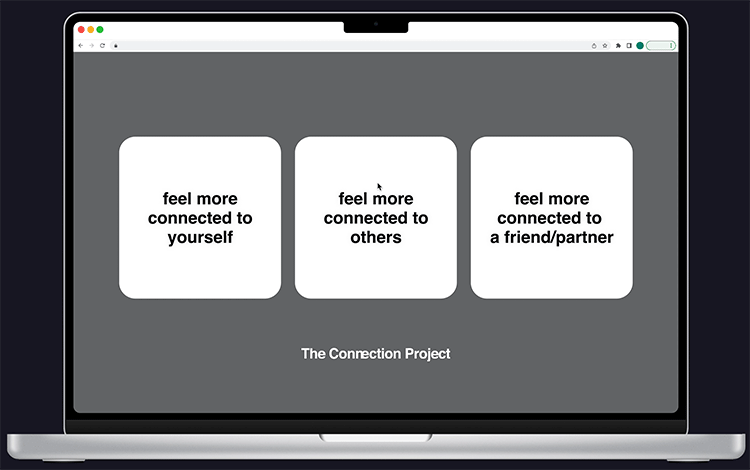 feel more
connected to
yourself
feel more
connected to
others
feel more
connected to
a friend/partner
The Connection Project